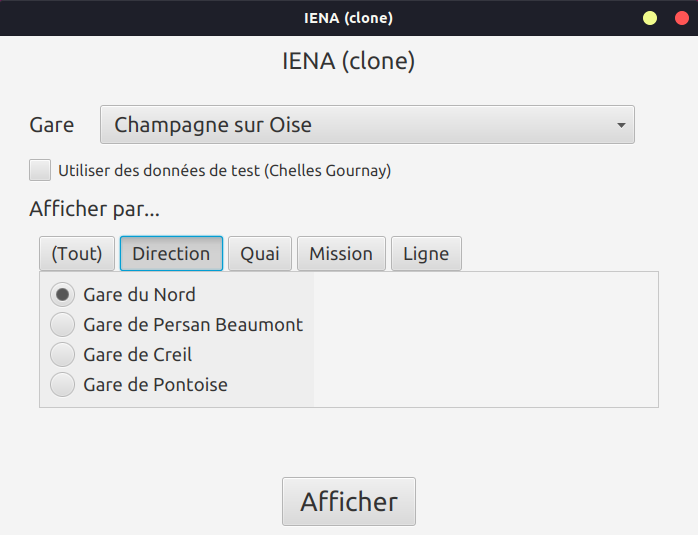 IENA (clone)
IENA (clone)
Gare Champagne sur Oise
Utiliser des données de test (Chelles Gournay)
Afficher par...
(Tout) Direction Quai Mission Ligne
Gare du Nord
Gare de Persan Beaumont
Gare de Creil
Gare de Pontoise
Afficher